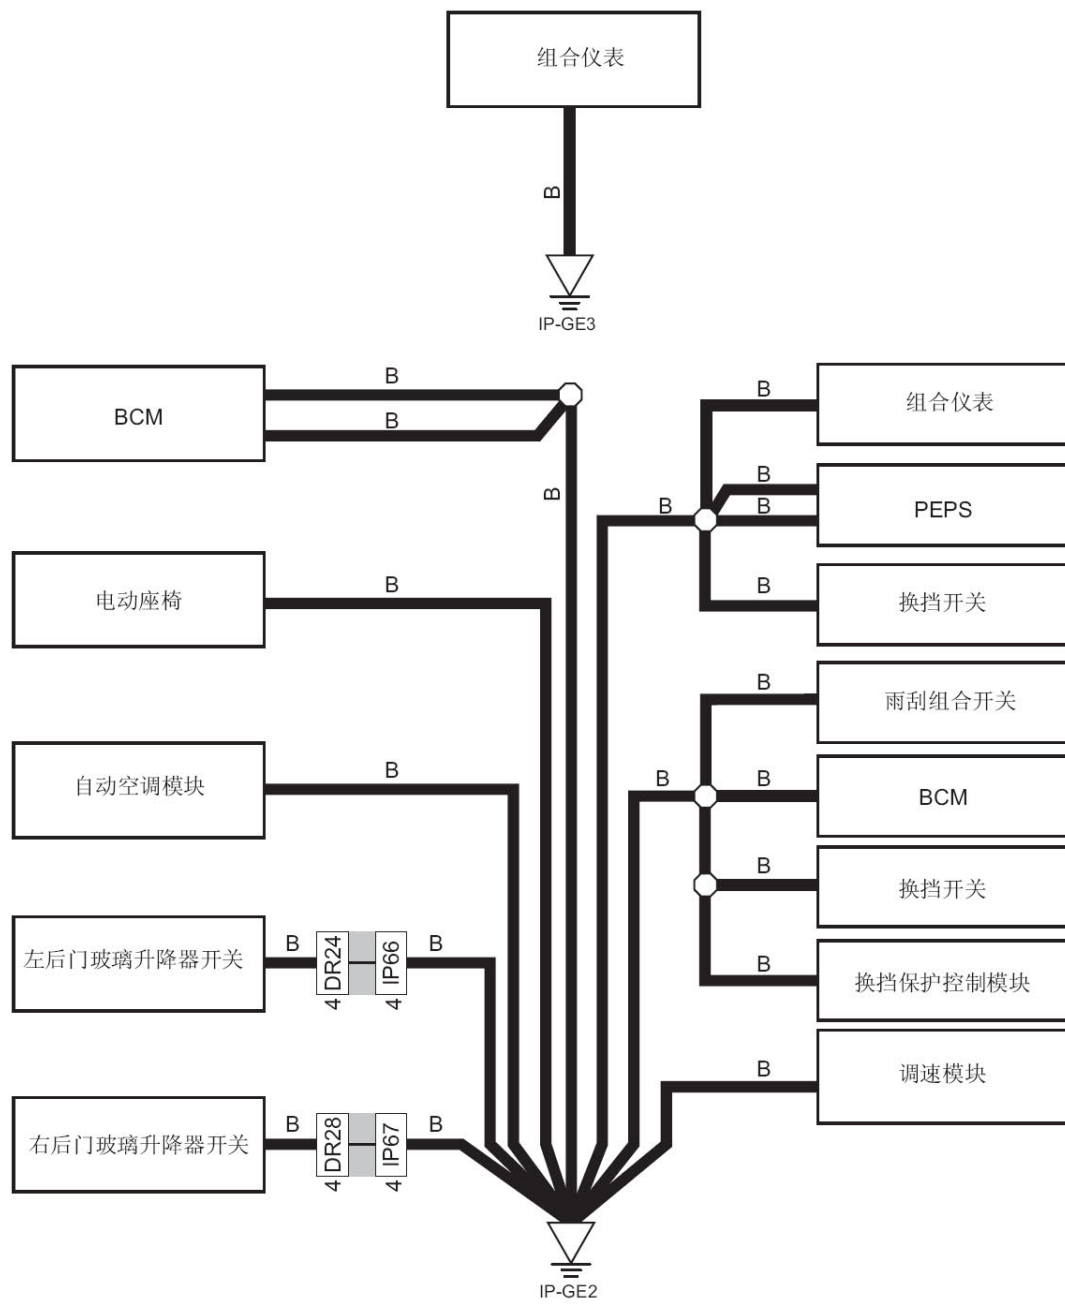 组合仪表
B
IP-GE3
BCM
B
B
B
电动座椅
B
自动空调模块
B
左后门玻璃升降器开关
B
4
DR24
IP66
4
B
右后门玻璃升降器开关
B
4
DR28
IP67
4
B
B
组合仪表
B
B
B
PEPS
B
换挡开关
B
雨刮组合开关
B
B
BCM
B
换挡开关
B
换挡保护控制模块
B
调速模块
IP-GE2